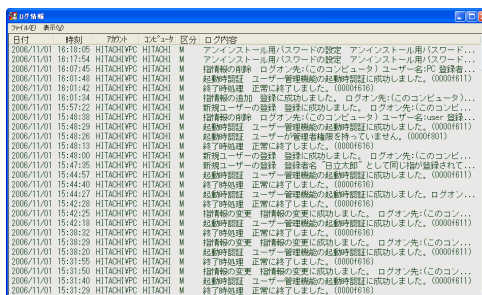 ログ情報
ファイル(F) 表示(V)
日付 時刻 アカウント コンピュータ 区分 ログ内容
2006/11/01 16:18:05 HITACHI¥PC HITACHI M アンインストール用パスワードの設定 アンインストール用パスワード...
2006/11/01 16:17:54 HITACHI¥PC HITACHI M アンインストール用パスワードの設定 アンインストール用パスワード...
2006/11/01 16:07:45 HITACHI¥PC HITACHI M 指情報の削除 ログオン先:(このコンピュータ) ユーザー名:PC 登録者...
2006/11/01 16:01:48 HITACHI¥PC HITACHI M 起動時認証 ユーザー管理機能の起動時認証に成功しました。(0000f611)
2006/11/01 16:01:42 HITACHI¥PC HITACHI M 終了時処理 正常に終了しました。(0000f616)
2006/11/01 16:01:34 HITACHI¥PC HITACHI M 指情報の追加 登録に成功しました。 ログオン先:(このコンピュータ...
2006/11/01 15:57:22 HITACHI¥PC HITACHI M 新規ユーザーの登録 登録に成功しました。 ログオン先:(このコンピ...
2006/11/01 15:48:38 HITACHI¥PC HITACHI M 指情報の削除 ログオン先:(このコンピュータ) ユーザー名:user 登録...
2006/11/01 15:48:29 HITACHI¥PC HITACHI M 起動時認証 ユーザー管理機能の起動時認証に成功しました。(0000f611)
2006/11/01 15:48:26 HITACHI¥PC HITACHI M 起動時認証 ユーザーが管理者権限を持っていません。(0000f801)
2006/11/01 15:48:13 HITACHI¥PC HITACHI M 終了時処理 正常に終了しました。(0000f616)
2006/11/01 15:48:00 HITACHI¥PC HITACHI M 新規ユーザーの登録 登録に成功しました。 ログオン先:(このコンピ...
2006/11/01 15:47:35 HITACHI¥PC HITACHI M 新規ユーザーの登録 登録者名「日立太郎」として同じ指が登録されて...
2006/11/01 15:44:57 HITACHI¥PC HITACHI M 起動時認証 ユーザー管理機能の起動時認証に成功しました。(0000f611)
2006/11/01 15:44:40 HITACHI¥PC HITACHI M 終了時処理 正常に終了しました。(0000f616)
2006/11/01 15:44:27 HITACHI¥PC HITACHI M 起動時認証 ユーザー管理機能の起動時認証に成功しました。ログオン...
2006/11/01 15:42:28 HITACHI¥PC HITACHI M 終了時処理 正常に終了しました。(0000f616)
2006/11/01 15:42:25 HITACHI¥PC HITACHI M 指情報の変更 指情報の変更に成功しました。 ログオン先:(このコン...
2006/11/01 15:42:18 HITACHI¥PC HITACHI M 起動時認証 ユーザー管理機能の起動時認証に成功しました。(0000f611)
2006/11/01 15:38:32 HITACHI¥PC HITACHI M 終了時処理 正常に終了しました。(0000f616)
2006/11/01 15:38:29 HITACHI¥PC HITACHI M 指情報の変更 指情報の変更に成功しました。 ログオン先:(このコン...
2006/11/01 15:38:20 HITACHI¥PC HITACHI M 起動時認証 ユーザー管理機能の起動時認証に成功しました。(0000f611)
2006/11/01 15:31:55 HITACHI¥PC HITACHI M 終了時処理 正常に終了しました。(0000f616)
2006/11/01 15:31:50 HITACHI¥PC HITACHI M 指情報の変更 指情報の変更に成功しました。 ログオン先:(このコン...
2006/11/01 15:31:40 HITACHI¥PC HITACHI M 起動時認証 ユーザー管理機能の起動時認証に成功しました。(0000f611)
2006/11/01 15:31:29 HITACHI¥PC HITACHI M 終了時処理 正常に終了しました。(0000f616)